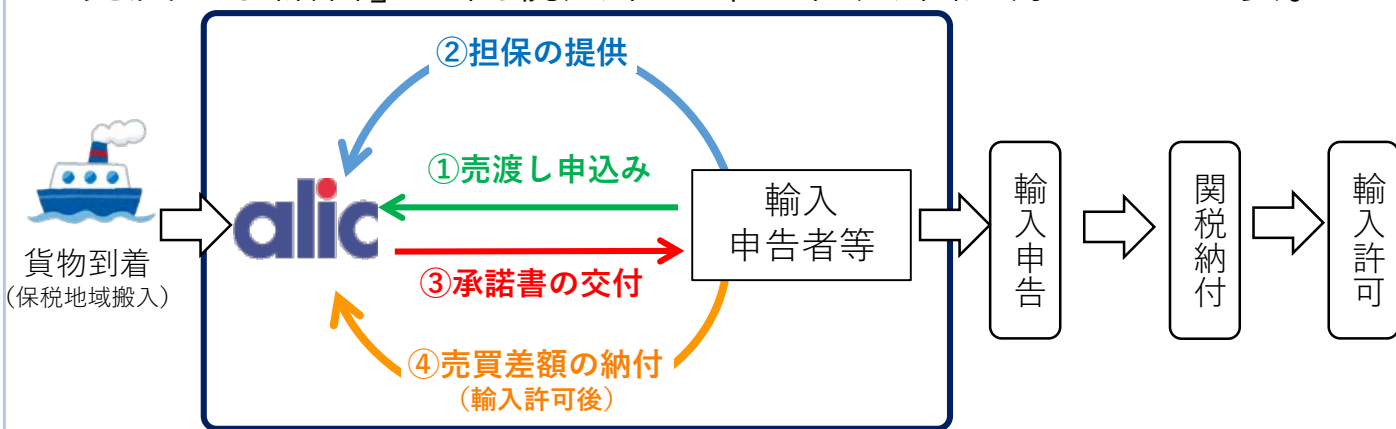 ②担保の提供
①売渡し申込み
alic
輸入
申告者等
③承諾書の交付
④売買差額の納付
(輸入許可後)
貨物到着
(保税地域搬入)
輸入申告
関税納付
輸入許可